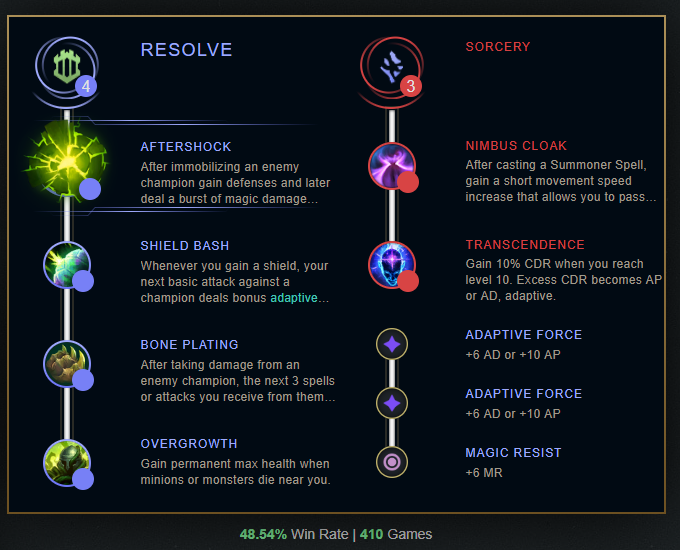 RESOLVE
4
AFTERSHOCK
After immobilizing an enemy
champion gain defenses and later
deal a burst of magic damage...
SHIELD BASH
Whenever you gain a shield, your
next basic attack against a
champion deals bonus adaptive...
BONE PLATING
After taking damage from an
enemy champion, the next 3 spells
or attacks you receive from them...
OVERGROWTH
Gain permanent max health when
minions or monsters die near you.
SORCERY
3
NIMBUS CLOAK
After casting a Summoner Spell,
gain a short movement speed
increase that allows you to pass...
TRANSCENDENCE
Gain 10% CDR when you reach
level 10. Excess CDR becomes AP
or AD, adaptive.
ADAPTIVE FORCE
+6 AD or +10 AP
ADAPTIVE FORCE
+6 AD or +10 AP
MAGIC RESIST
+6 MR
48.54% Win Rate | 410 Games